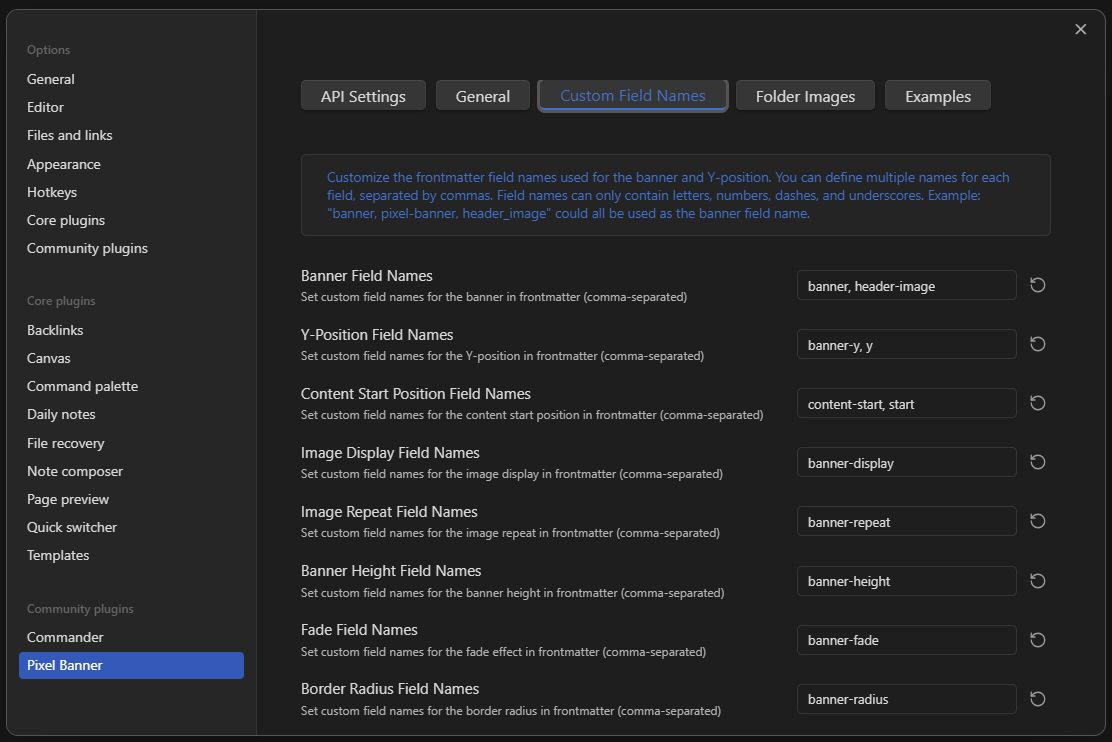 Options
General
Editor
Files and links
Appearance
Hotkeys
Core plugins
Community plugins
Core plugins
Backlinks
Canvas
Command palette
Daily notes
File recovery
Note composer
Page preview
Quick switcher
Templates
Community plugins
Commander
Pixel Banner
API Settings
General
Custom Field Names
Folder Images
Examples
Customize the frontmatter field names used for the banner and Y-position. You can define multiple names for each
field, separated by commas. Field names can only contain letters, numbers, dashes, and underscores. Example:
"banner, pixel-banner, header_image" could all be used as the banner field name.
Banner Field Names
Set custom field names for the banner in frontmatter (comma-separated)
banner, header-image
Y-Position Field Names
Set custom field names for the Y-position in frontmatter (comma-separated)
banner-y, y
Content Start Position Field Names
Set custom field names for the content start position in frontmatter (comma-separated)
content-start, start
Image Display Field Names
Set custom field names for the image display in frontmatter (comma-separated)
banner-display
Image Repeat Field Names
Set custom field names for the image repeat in frontmatter (comma-separated)
banner-repeat
Banner Height Field Names
Set custom field names for the banner height in frontmatter (comma-separated)
banner-height
Fade Field Names
Set custom field names for the fade effect in frontmatter (comma-separated)
banner-fade
Border Radius Field Names
Set custom field names for the border radius in frontmatter (comma-separated)
banner-radius